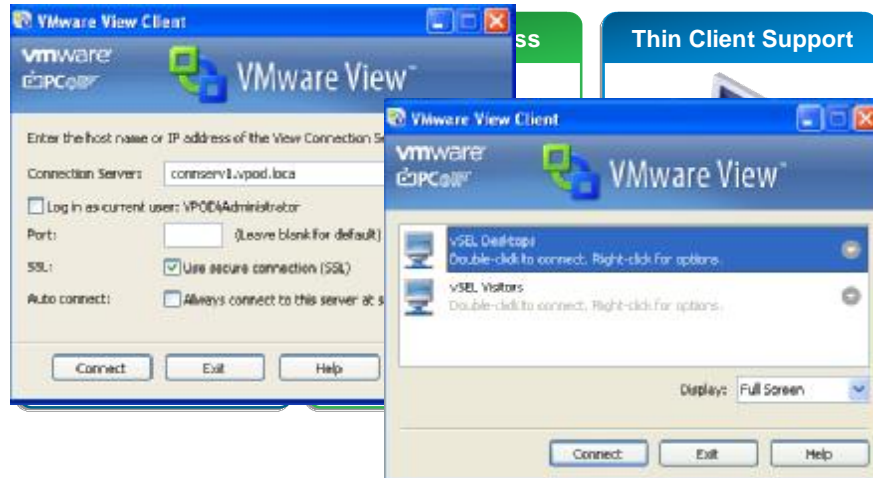 VMware View Client
vmware
PCoIP
VMware View™
Enter the host name or IP address of the View Connection Se
Connection Server:
connserv1.vpod.loca
Log in as current user: VPOD\Administrator
Port:
(Leave blank for default)
SSL:
Use secure connection (SSL)
Auto connect:
Always connect to this server at s
Connect
Exit
Help
ss
Thin Client Support
VMware View Client
vmware
PCoIP
VMware View™
vSEL Desktops
Double-click to connect. Right-click for options.
vSEL Visitors
Double-click to connect. Right-click for options.
Display:
Full Screen
Connect
Exit
Help